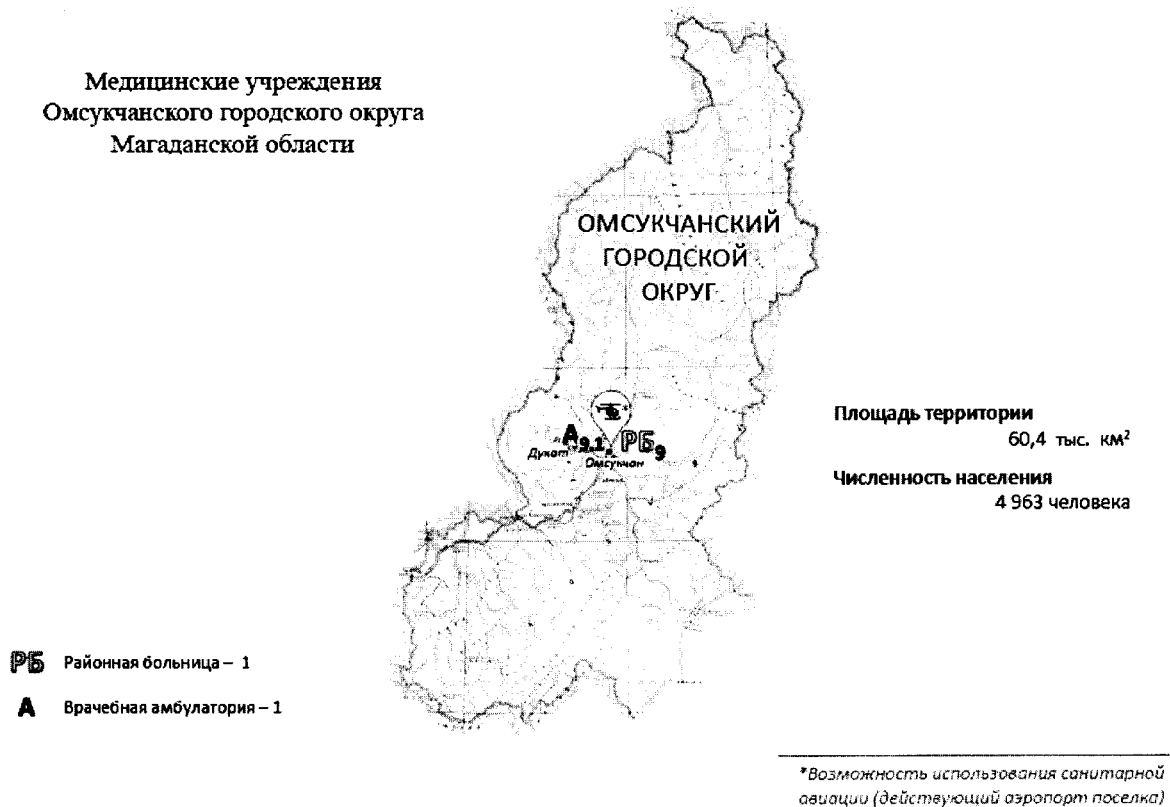 Медицинские учреждения
Омсукчанского городского округа
Магаданской области
ОМСУКЧАНСКИЙ
ГОРОДСКОЙ
ОКРУГ
*
А9.1 РБ9
Дукат
Омсукчан
Площадь территории
60,4 тыс. км²
Численность населения
4 963 человека
РБ Районная больница – 1
А Врачебная амбулатория – 1
*Возможность использования санитарной
авиации (действующий аэропорт поселка)